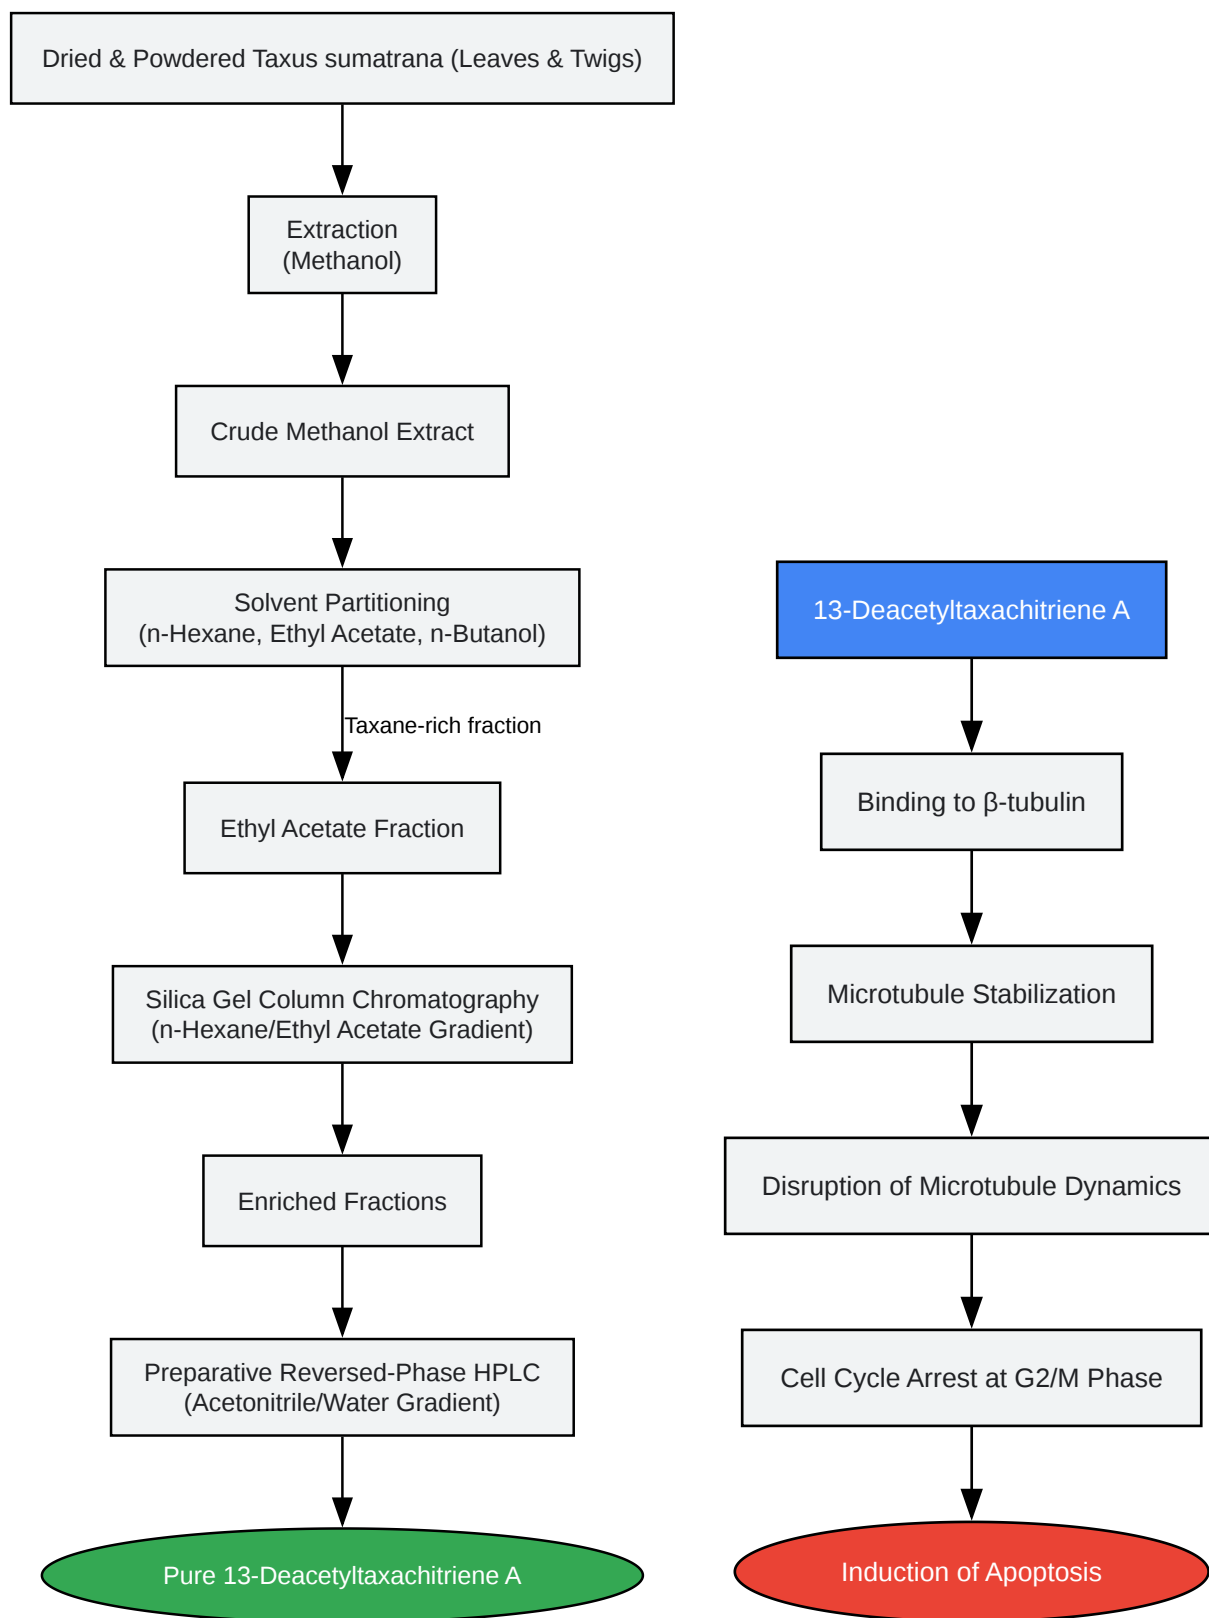 Dried & Powdered Taxus sumatrana (Leaves & Twigs)
Extraction
(Methanol)
Crude Methanol Extract
Solvent Partitioning
(n-Hexane, Ethyl Acetate, n-Butanol)
Taxane-rich fraction
Ethyl Acetate Fraction
Silica Gel Column Chromatography
(n-Hexane/Ethyl Acetate Gradient)
Enriched Fractions
Preparative Reversed-Phase HPLC
(Acetonitrile/Water Gradient)
Pure 13-Deacetyltaxachitriene A
13-Deacetyltaxachitriene A
Binding to β-tubulin
Microtubule Stabilization
Disruption of Microtubule Dynamics
Cell Cycle Arrest at G2/M Phase
Induction of Apoptosis